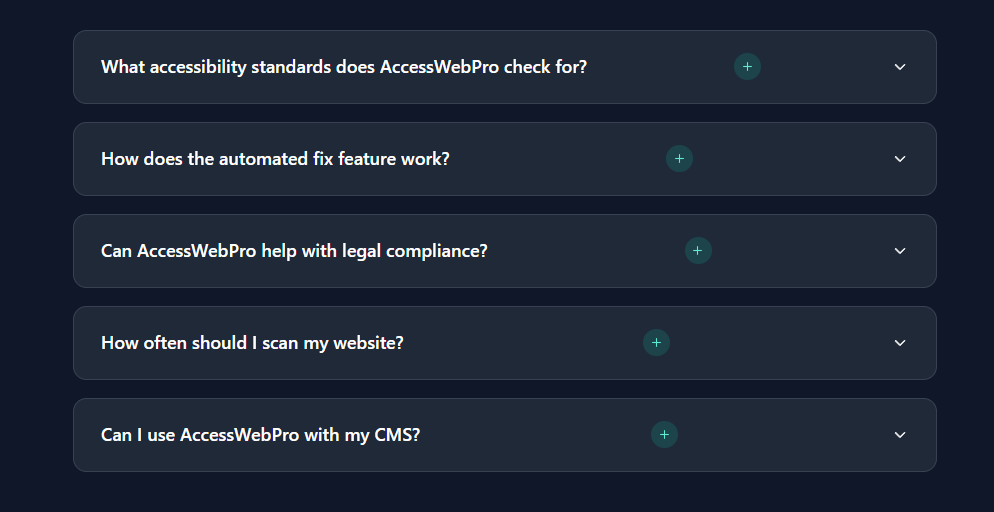 What accessibility standards does AccessWebPro check for?
How does the automated fix feature work?
Can AccessWebPro help with legal compliance?
How often should I scan my website?
Can I use AccessWebPro with my CMS?